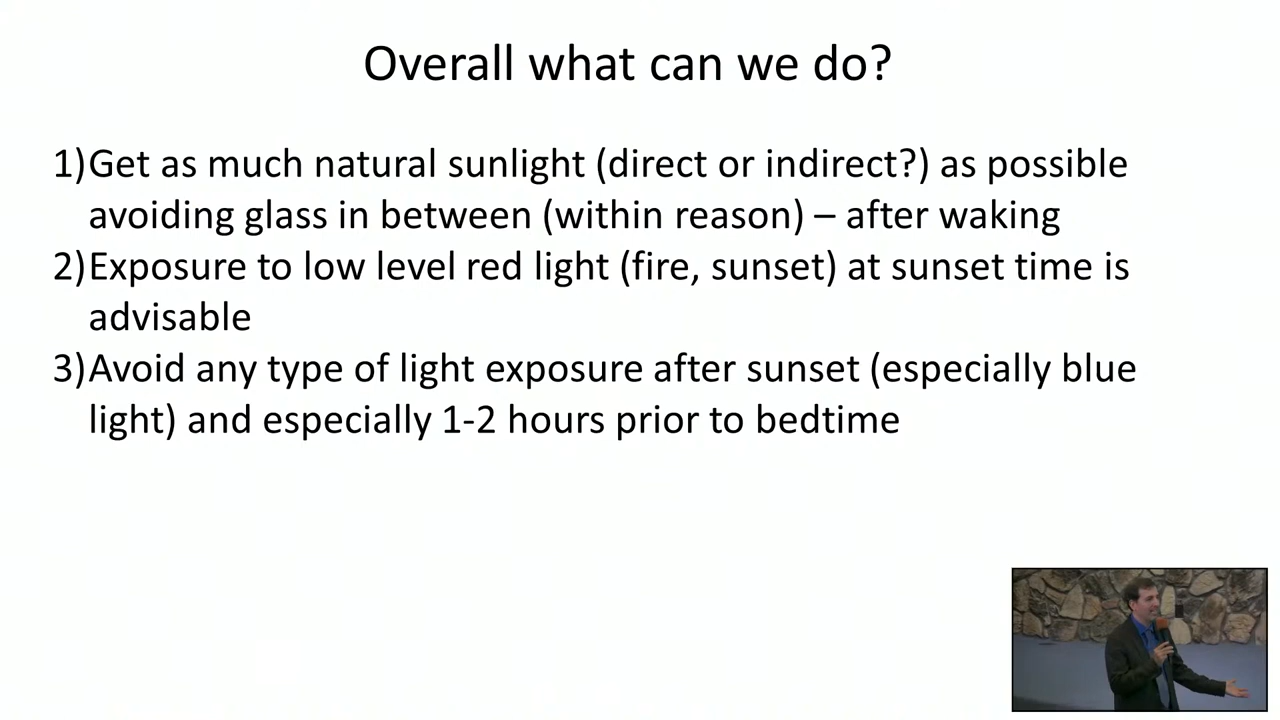 Overall what can we do?
1)Get as much natural sunlight (direct or indirect?) as possible
avoiding glass in between (within reason) – after waking
2)Exposure to low level red light (fire, sunset) at sunset time is
advisable
3)Avoid any type of light exposure after sunset (especially blue
light) and especially 1-2 hours prior to bedtime